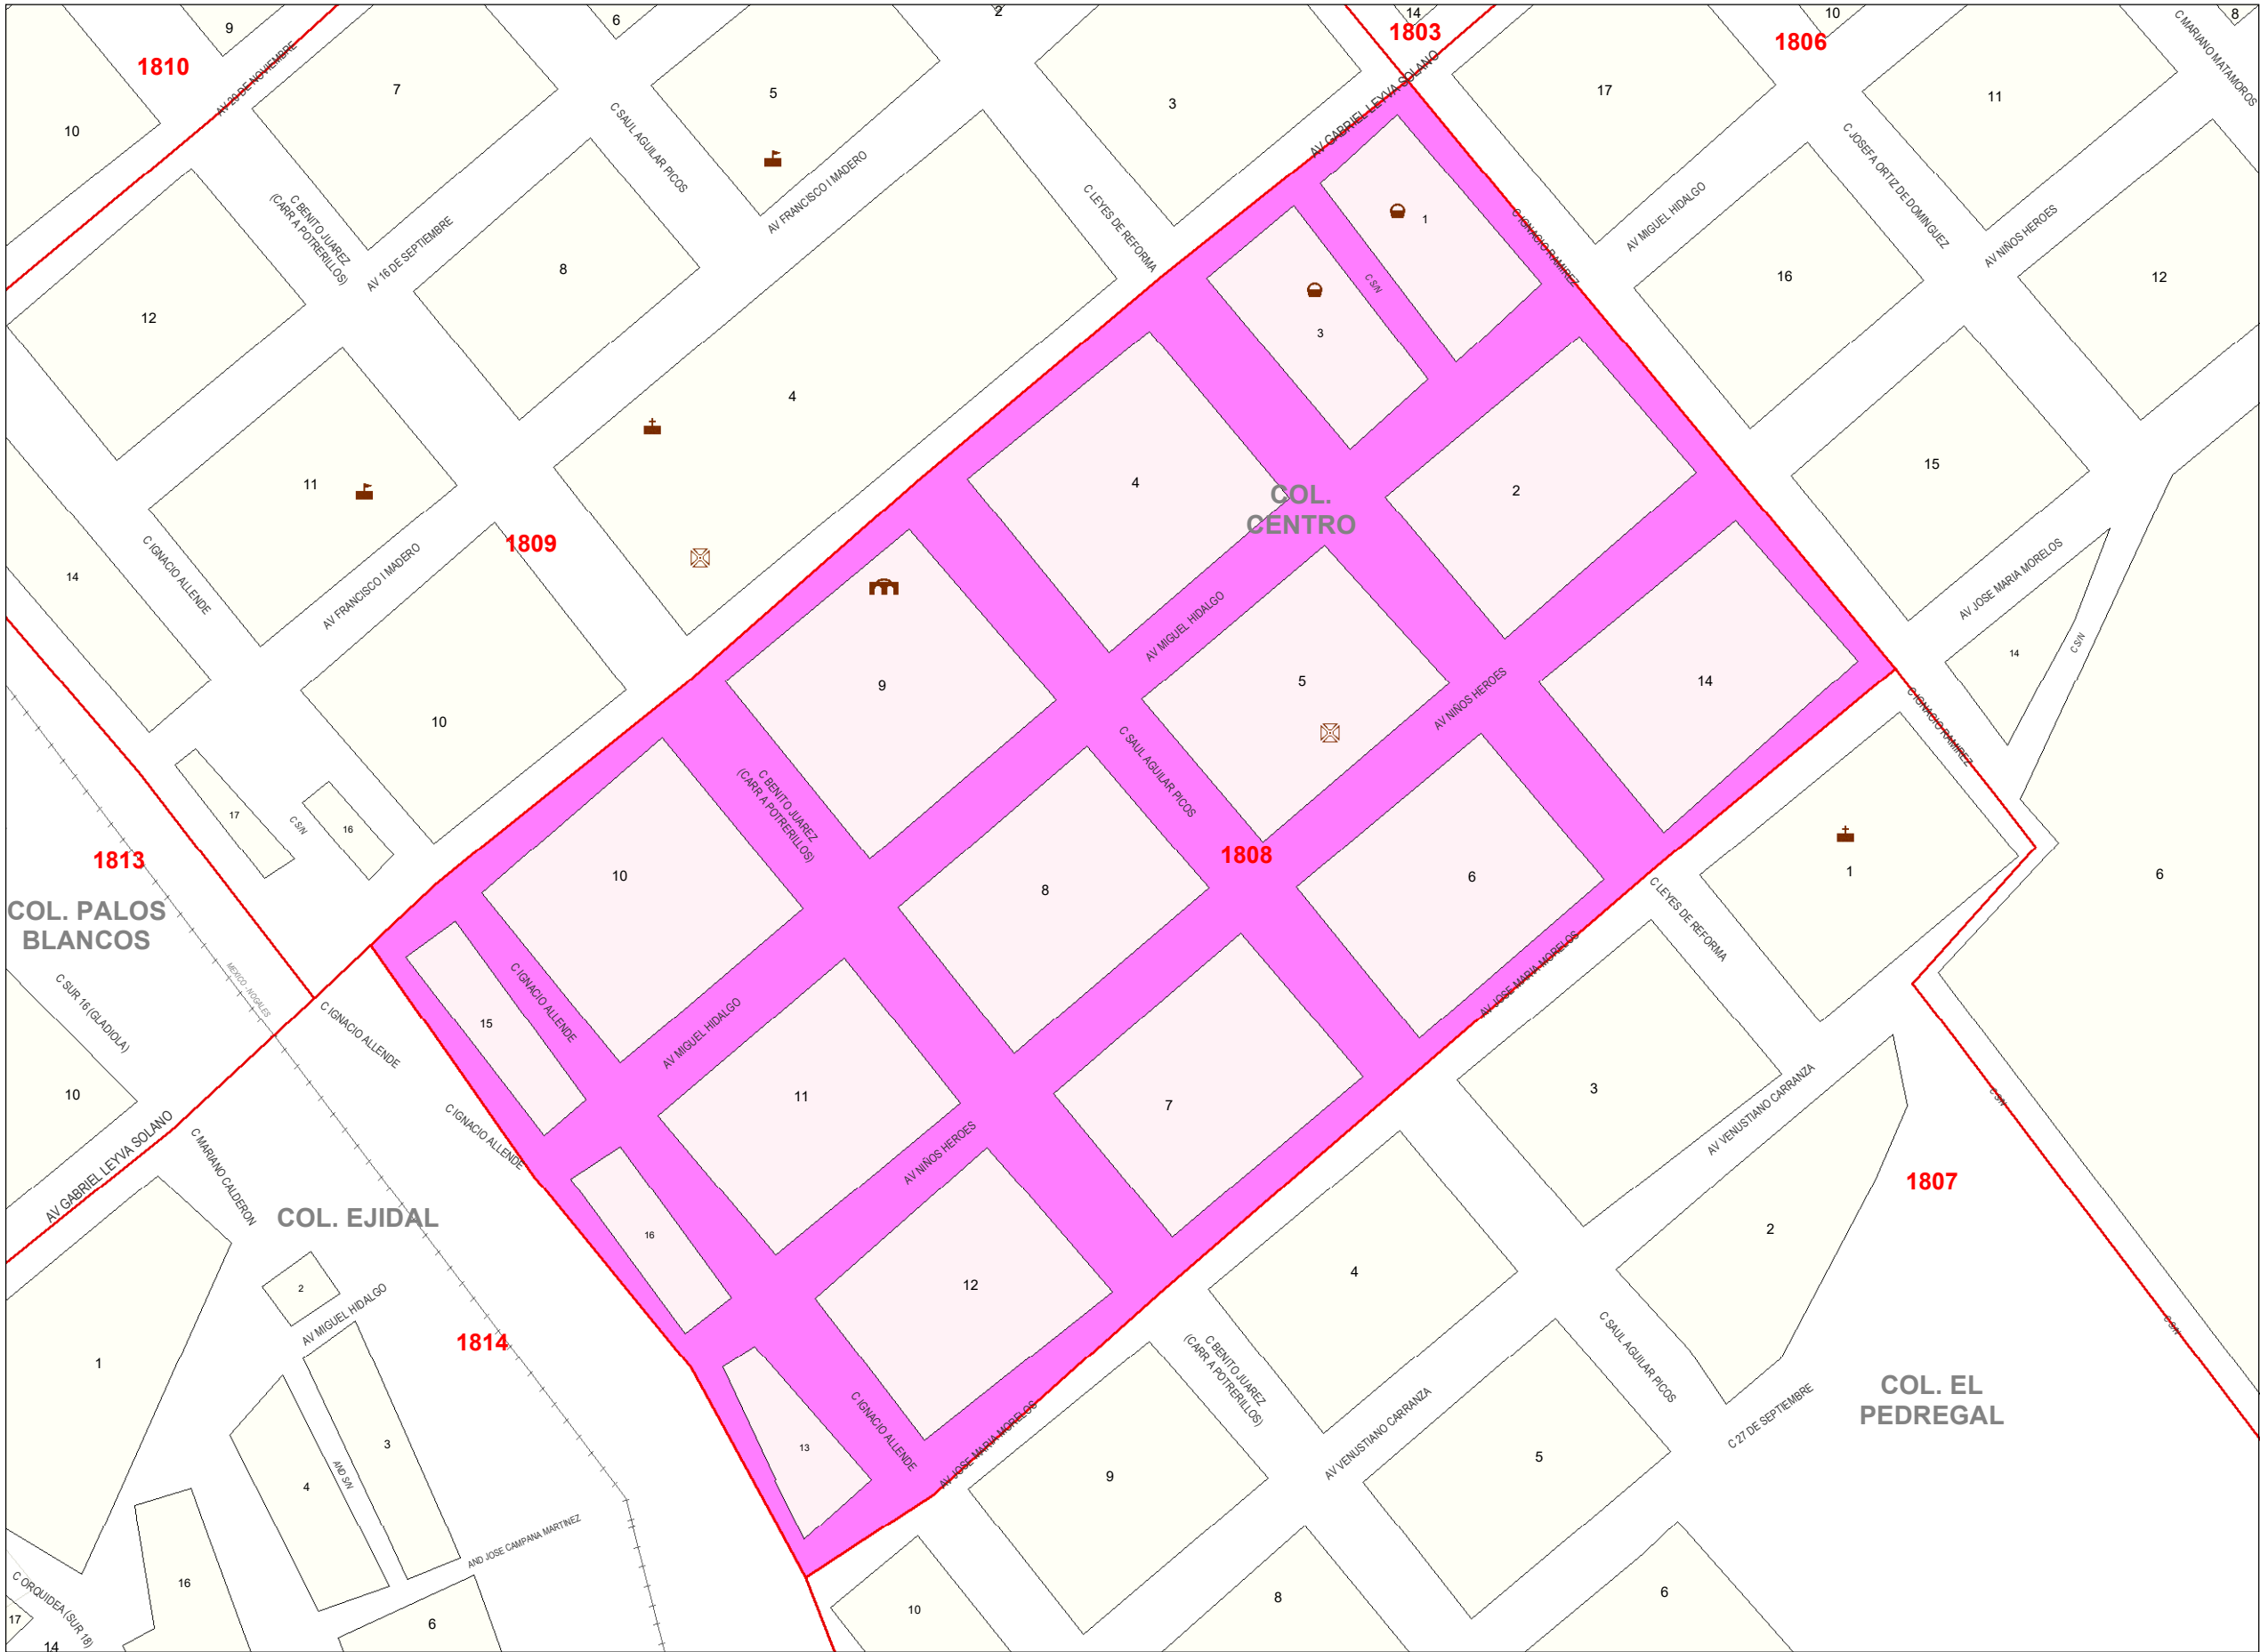 9
6
2
14
10
8
1810
1803
1806
C MARIANO MATAMOROS
AV 20 DE NOVIEMBRE
7
5
3
17
11
10
AV GABRIEL LEYVA SOLANO
C SAUL AGUILAR PICOS
AV FRANCISCO I MADERO
C JOSEFA ORTIZ DE DOMINGUEZ
C BENITO JUAREZ
(CARR A POTRERILLOS)
AV 16 DE SEPTIEMBRE
C LEYES DE REFORMA
1
C IGNACIO RAMIREZ
AV MIGUEL HIDALGO
AV NIÑOS HEROES
8
C S/N
16
12
12
3
4
11
4
COL.
CENTRO
2
15
1809
C IGNACIO ALLENDE
AV FRANCISCO I MADERO
14
AV JOSE MARIA MORELOS
AV MIGUEL HIDALGO
C S/N
14
9
5
14
AV NIÑOS HEROES
C IGNACIO RAMIREZ
10
C SAUL AGUILAR PICOS
C BENITO JUAREZ
(CARR A POTRERILLOS)
17
C S/N
16
1813
1808
10
8
6
1
6
COL. PALOS
BLANCOS
C LEYES DE REFORMA
C SUR 16 (GLADIOLA)
MEXICO - NOGALES
C IGNACIO ALLENDE
15
C IGNACIO ALLENDE
AV MIGUEL HIDALGO
AV JOSE MARIA MORELOS
10
11
7
3
C S/N
AV VENUSTIANO CARRANZA
AV GABRIEL LEYVA SOLANO
C MARIANO CALDERON
C IGNACIO ALLENDE
AV NIÑOS HEROES
1807
COL. EJIDAL
16
2
2
AV MIGUEL HIDALGO
12
4
C S/N
1814
1
C BENITO JUAREZ
(CARR A POTRERILLOS)
C SAUL AGUILAR PICOS
COL. EL
PEDREGAL
C IGNACIO ALLENDE
AV JOSE MARIA MORELOS
AV VENUSTIANO CARRANZA
C 27 DE SEPTIEMBRE
3
13
4
AND S/N
9
5
AND JOSE CAMPANA MARTINEZ
16
C ORQUIDEA (SUR 18)
17
14
6
10
8
6